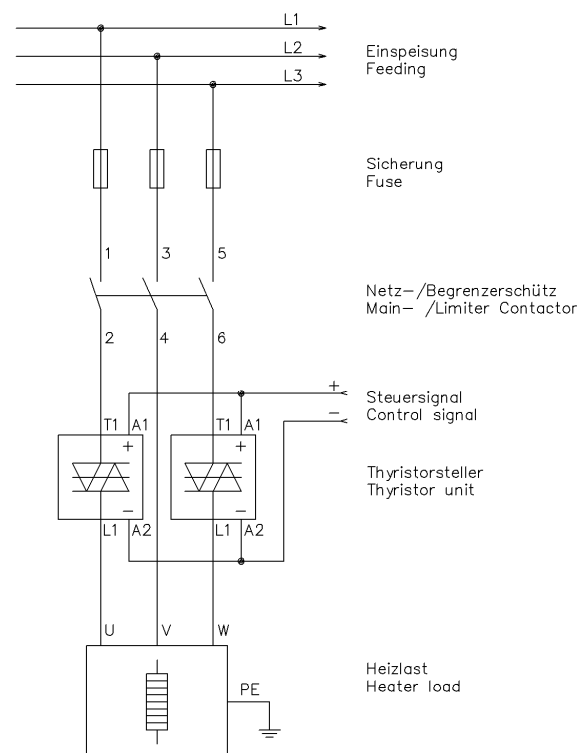 L1
L2
L3
Einspeisung
Feeding
Sicherung
Fuse
1 3 5
Netz-/Begrenzerschütz
Main- /Limiter Contactor
2 4 6
+
Steuersignal
-
Control signal
T1 A1 T1 A1
+ +
Thyristorsteller
Thyristor unit
- -
L1 A2 L1 A2
U V W
Heizlast
Heater load
PE